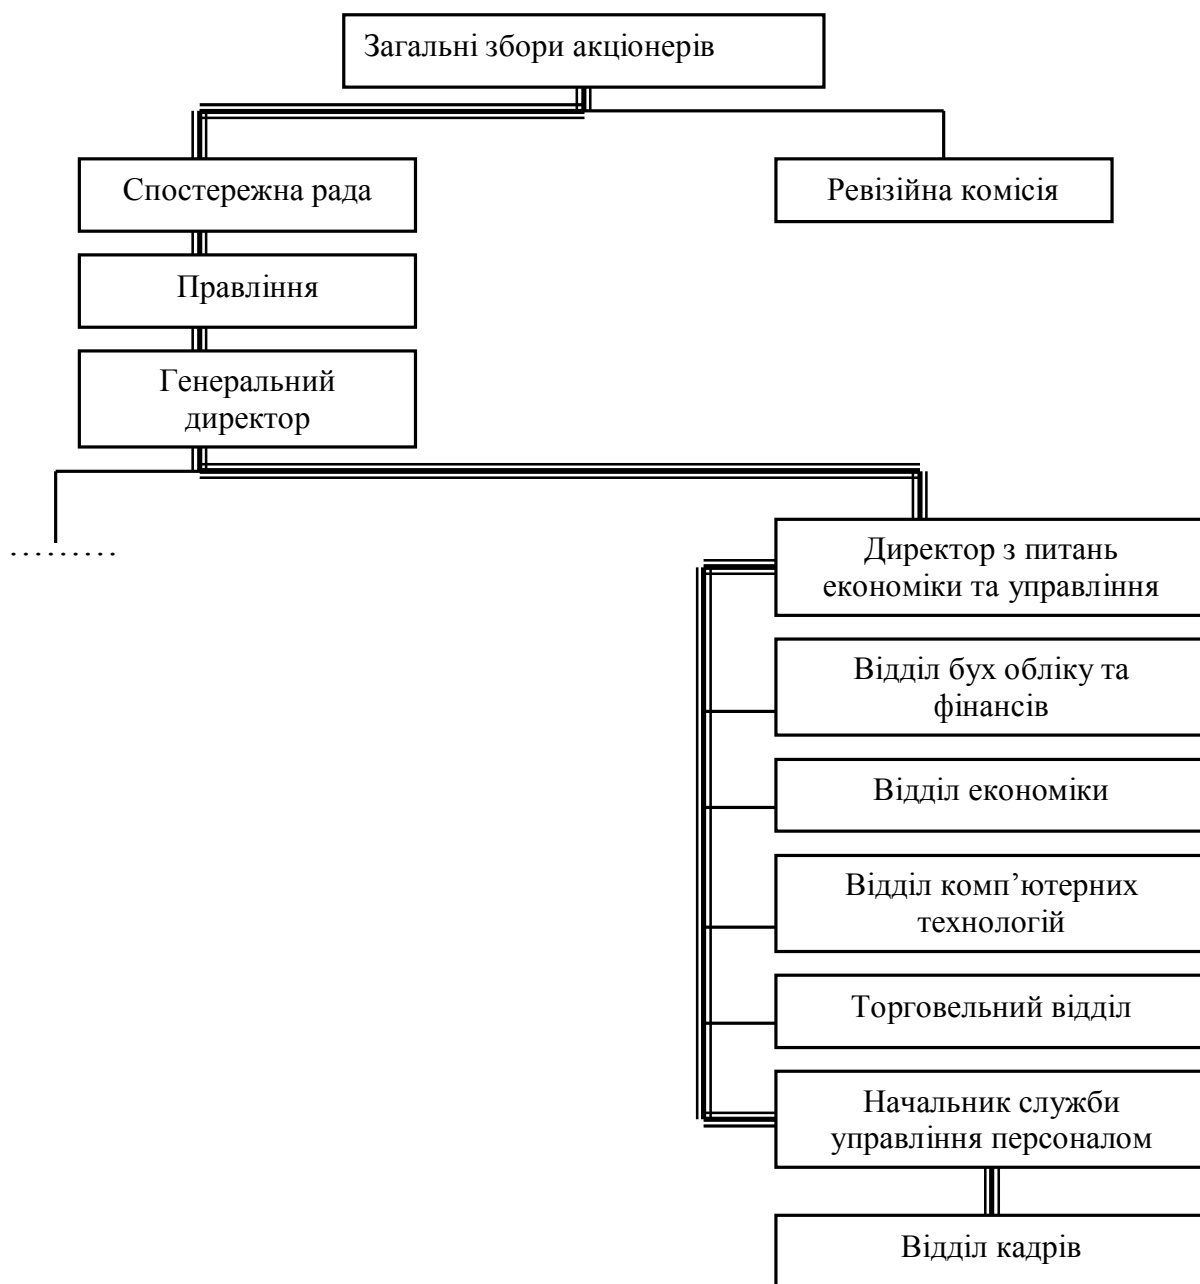 Загальні збори акціонерів
Спостережна рада
Ревізійна комісія
Правління
Генеральний
директор
.........
Директор з питань
економіки та управління
Відділ бух обліку та
фінансів
Відділ економіки
Відділ комп’ютерних
технологій
Торговельний відділ
Начальник служби
управління персоналом
Відділ кадрів